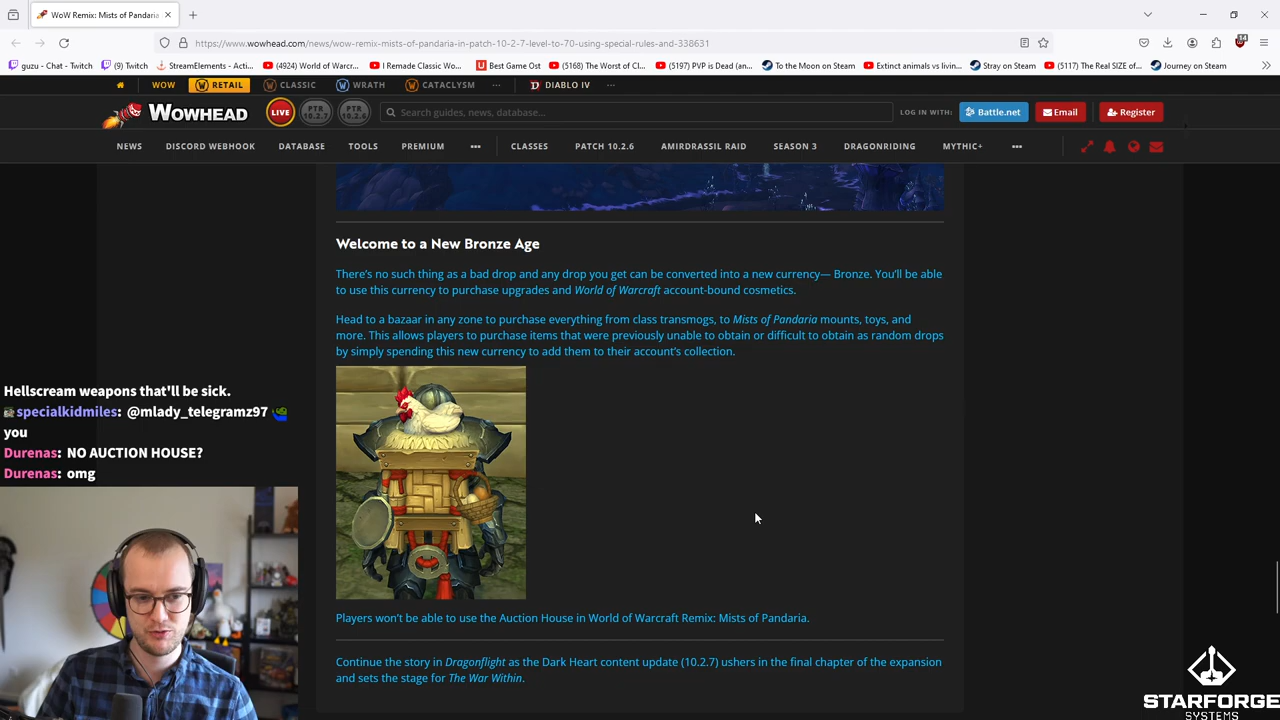 WoW Remix: Mists of Pandaria
https://www.wowhead.com/news/wow-remix-mists-of-pandaria-in-patch-10-2-7-level-to-70-using-special-rules-and-338631
guzu - Chat - Twitch (9) Twitch StreamElements - Acti... (4924) World of Warcr... I Remade Classic Wo... Best Game Ost (5168) The Worst of Cl... (5197) PVP is Dead (an... To the Moon on Steam Extinct animals vs livin... Stray on Steam (5117) The Real SIZE of... Journey on Steam
WOW RETAIL CLASSIC WRATH CATACLYSM ... DIABLO IV ...
WOWHEAD LIVE PTR 10.2.7 PTR 10.2.6 Search guides, news, database... LOG IN WITH: Battle.net Email Register
NEWS DISCORD WEBHOOK DATABASE TOOLS PREMIUM ... CLASSES PATCH 10.2.6 AMIRDRASSIL RAID SEASON 3 DRAGONRIDING MYTHIC+ ...
Welcome to a New Bronze Age
There's no such thing as a bad drop and any drop you get can be converted into a new currency— Bronze. You'll be able
to use this currency to purchase upgrades and World of Warcraft account-bound cosmetics.
Head to a bazaar in any zone to purchase everything from class transmogs, to Mists of Pandaria mounts, toys, and
more. This allows players to purchase items that were previously unable to obtain or difficult to obtain as random drops
by simply spending this new currency to add them to their account's collection.
Hellscream weapons that'll be sick.
specialkidmiles: @mlady_telegramz97
you
Durenas: NO AUCTION HOUSE?
Durenas: omg
Players won't be able to use the Auction House in World of Warcraft Remix: Mists of Pandaria.
Continue the story in Dragonflight as the Dark Heart content update (10.2.7) ushers in the final chapter of the expansion
and sets the stage for The War Within.
STARFORGE
SYSTEMS